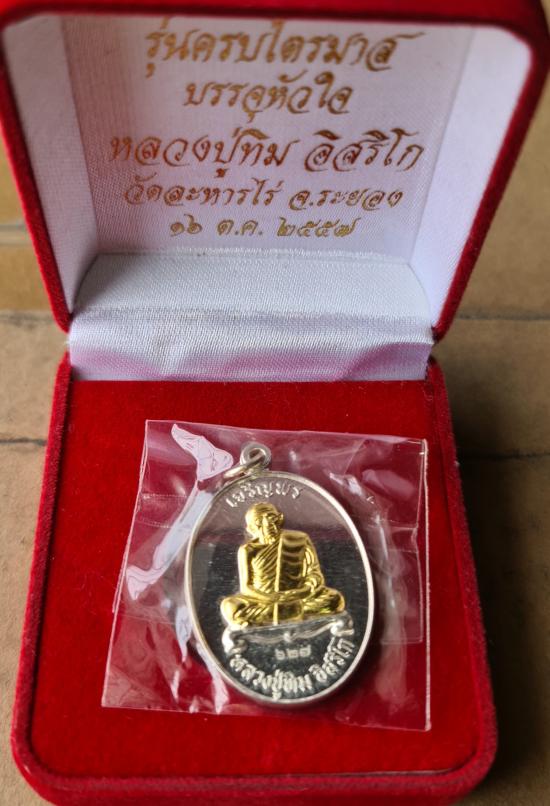 รุ่นครบไตรมาส
บรรจุหัวใจ
หลวงปู่ทิม อิสริโก
วัดละหารไร่ จ.ระยอง
๑๖ ต.ค. ๒๕๕๗
เจริญพร
๖๒๗
หลวงปู่ทิม อิสริโก